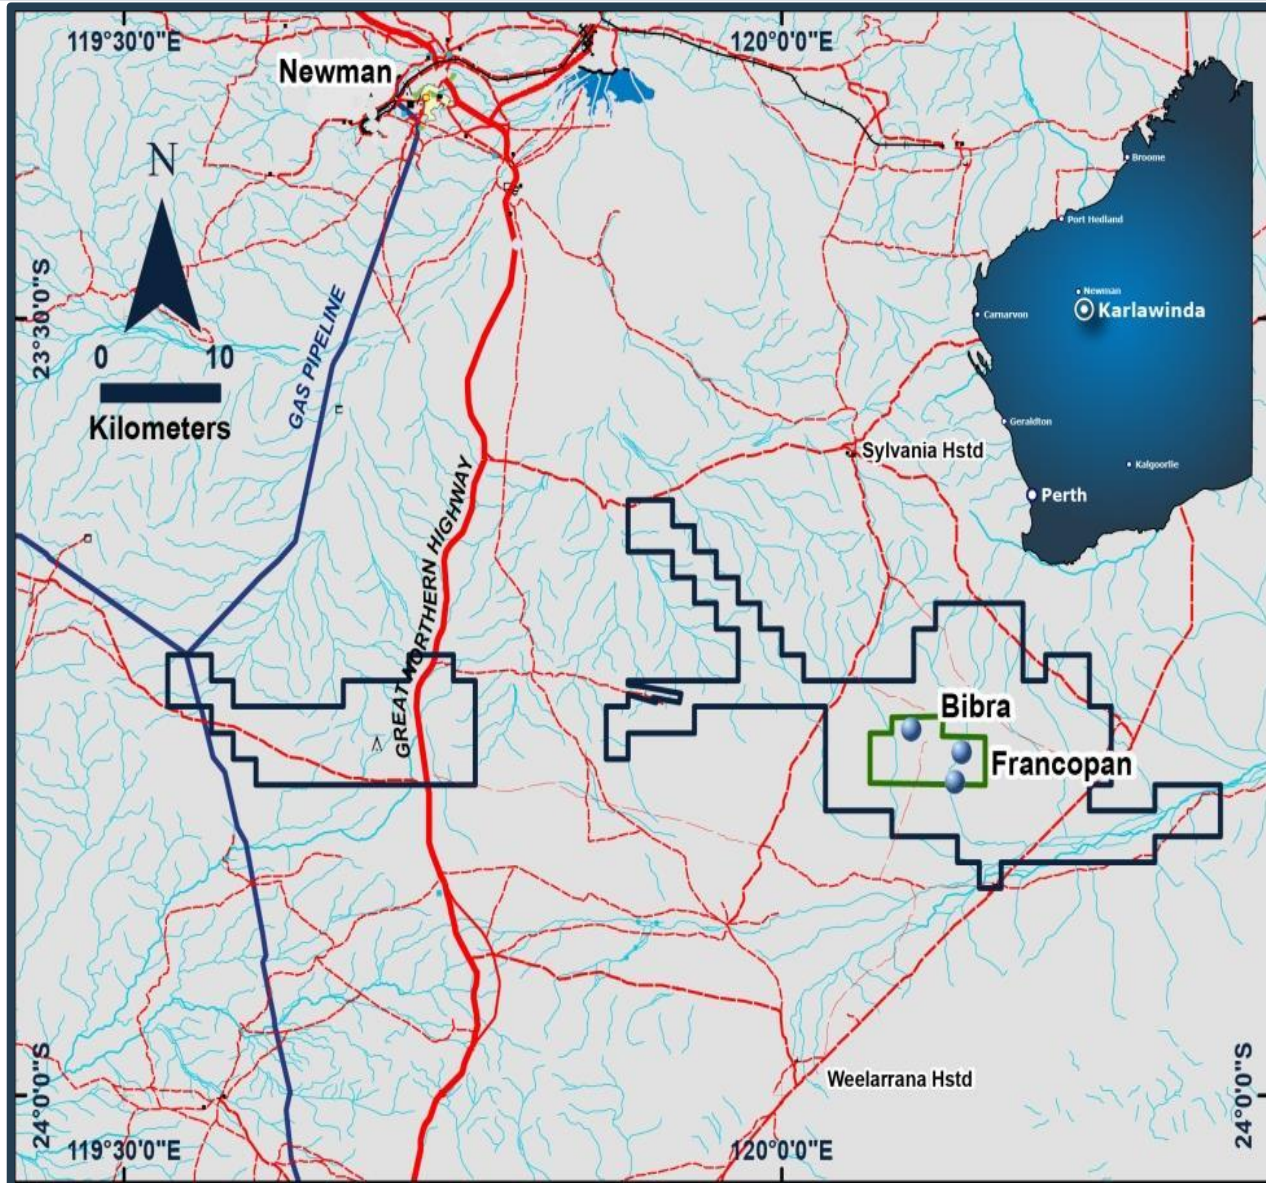 119°30'0"E
120°0'0"E
Newman
N
Broome
Port Hedland
Newman
Karlawinda
Carnarvon
23°30'0"S
0 10
Kilometers
GAS PIPELINE
Geraldton
Kalgoorlie
Perth
Sylvania Hstd
GREAT NORTHERN HIGHWAY
Bibra
Francopan
Weelarrana Hstd
24°0'0"S
24°0'0"S
119°30'0"E
120°0'0"E